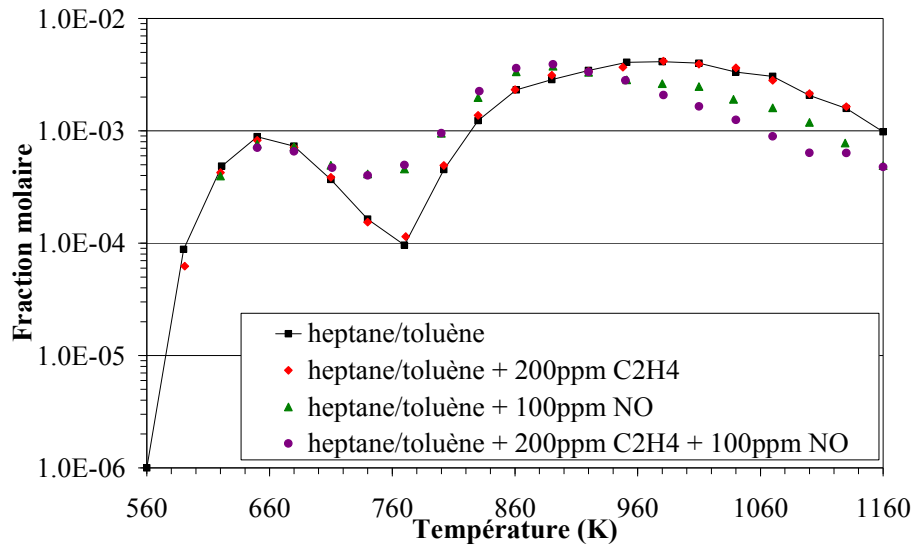 1.0E-02
1.0E-03
1.0E-04
1.0E-05
1.0E-06
Fraction molaire
heptane/toluène
heptane/toluène + 200ppm C2H4
heptane/toluène + 100ppm NO
heptane/toluène + 200ppm C2H4 + 100ppm NO
560 660 760 860 960 1060 1160
Température (K)